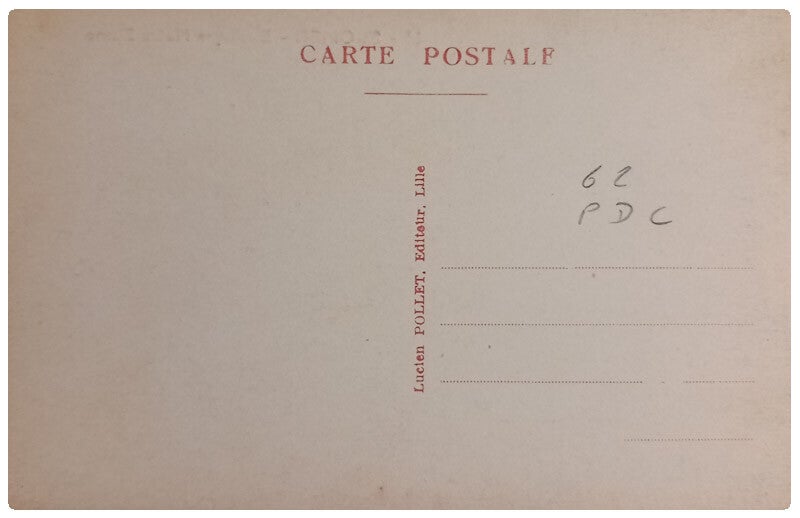 CARTE POSTALE
Lucien POLLET, Editeur, Lille
62
PDC